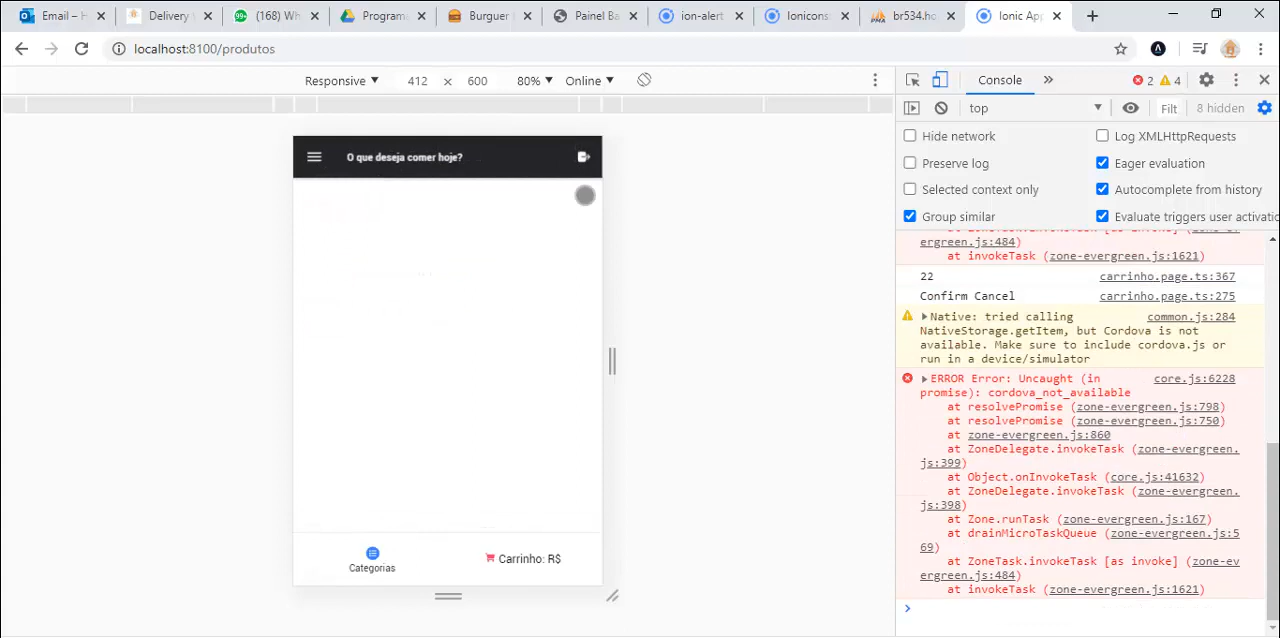 Email –
Delivery
(168) Wh
Programa
Burguer
Painel Ba
ion-alert
Ionicons
br534.ho
Ionic App
localhost:8100/produtos
Responsive
412 × 600
80%
Online
Console
2
4
top
Filt
8 hidden
Hide network
Log XMLHttpRequests
Preserve log
Eager evaluation
Selected context only
Autocomplete from history
Group similar
Evaluate triggers user activatio
O que deseja comer hoje?
Categorias
Carrinho: R$
ergreen.js:484)
at invokeTask (zone-evergreen.js:1621)
22 carrinho.page.ts:367
Confirm Cancel carrinho.page.ts:275
Native: tried calling common.js:284
NativeStorage.getItem, but Cordova is not
available. Make sure to include cordova.js or
run in a device/simulator
ERROR Error: Uncaught (in core.js:6228
promise): cordova_not_available
at resolvePromise (zone-evergreen.js:798)
at resolvePromise (zone-evergreen.js:750)
at zone-evergreen.js:860
at ZoneDelegate.invokeTask (zone-evergreen.
js:399)
at Object.onInvokeTask (core.js:41632)
at ZoneDelegate.invokeTask (zone-evergreen.
js:398)
at Zone.runTask (zone-evergreen.js:167)
at drainMicroTaskQueue (zone-evergreen.js:5
69)
at ZoneTask.invokeTask [as invoke] (zone-ev
ergreen.js:484)
at invokeTask (zone-evergreen.js:1621)